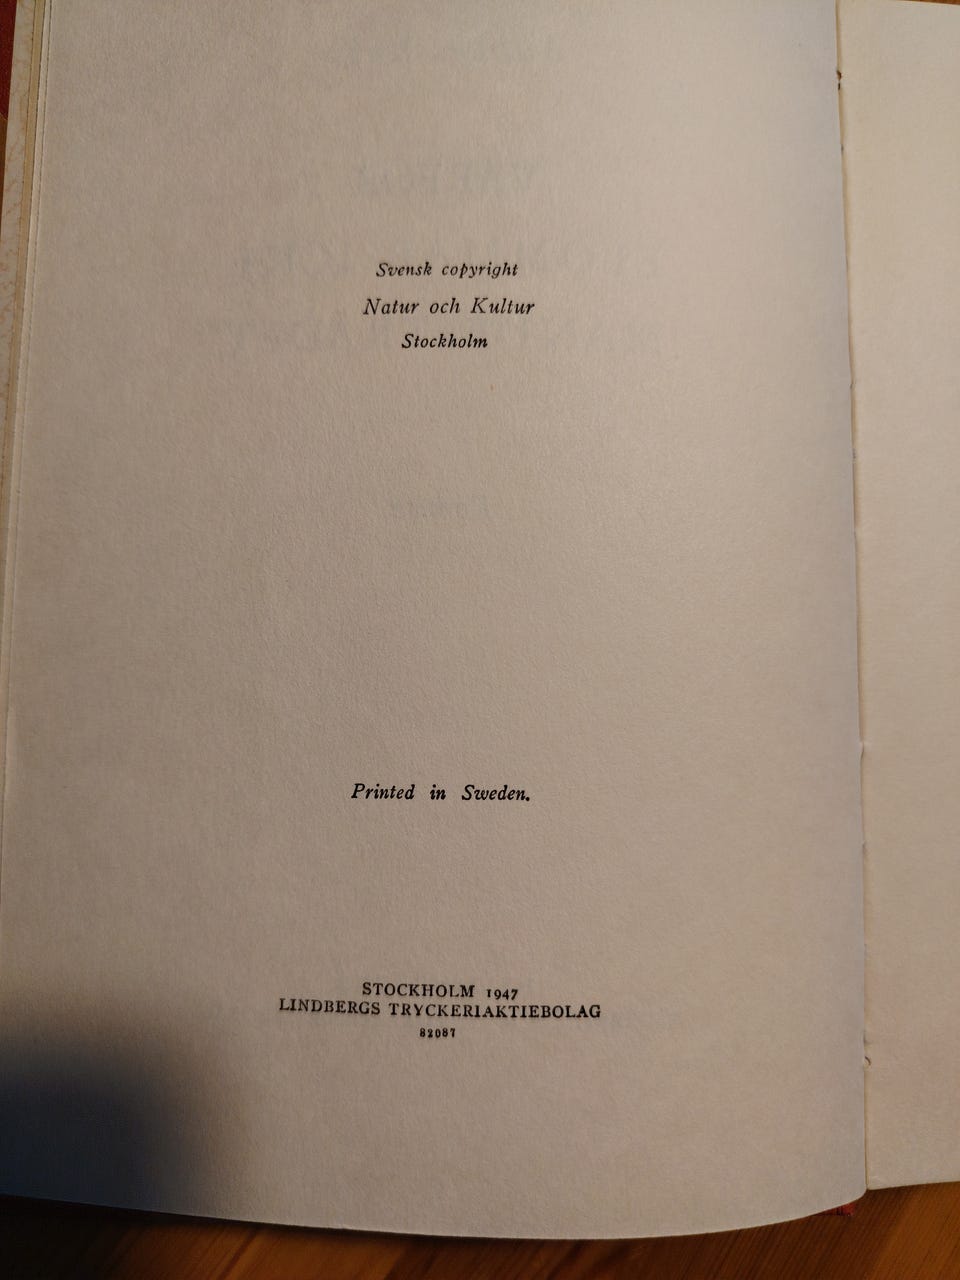 Svensk copyright
Natur och Kultur
Stockholm
Printed in Sweden.
STOCKHOLM 1947
LINDBERGS TRYCKERIAKTIEBOLAG
82087